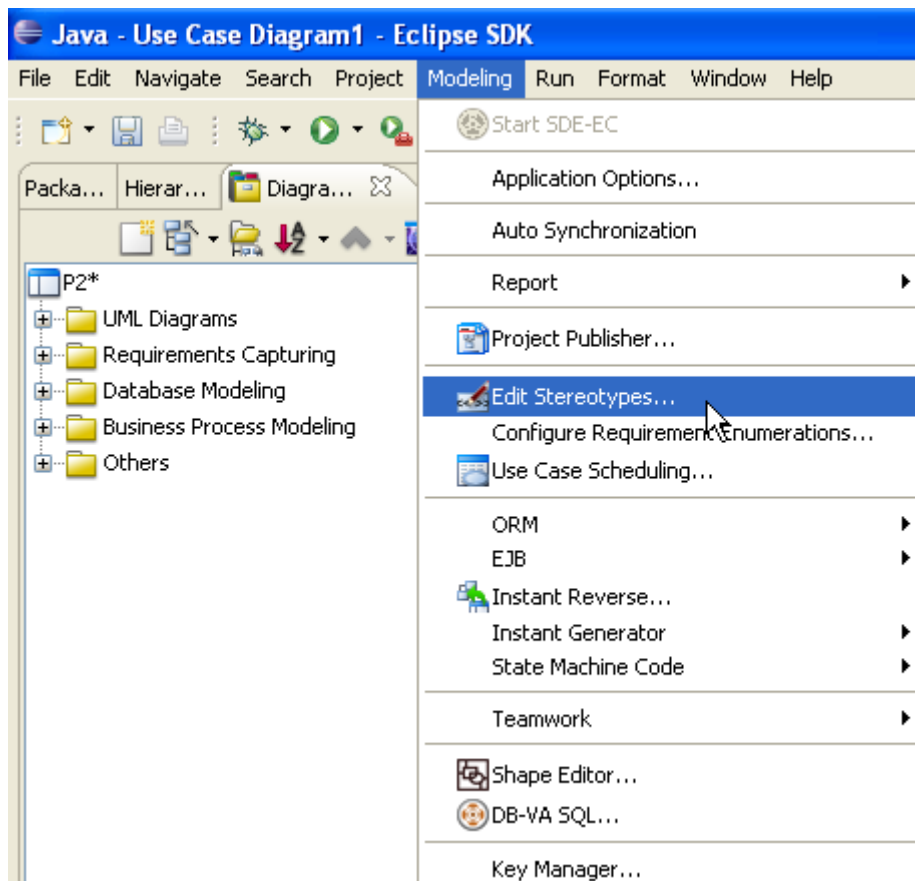 Java - Use Case Diagram1 - Eclipse SDK
File Edit Navigate Search Project Modeling Run Format Window Help
Packa... Hierar... Diagra...
P2*
UML Diagrams
Requirements Capturing
Database Modeling
Business Process Modeling
Others
Start SDE-EC
Application Options...
Auto Synchronization
Report
Project Publisher...
Edit Stereotypes...
Configure Requirement Enumerations...
Use Case Scheduling...
ORM
EJB
Instant Reverse...
Instant Generator
State Machine Code
Teamwork
Shape Editor...
DB-VA SQL...
Key Manager...